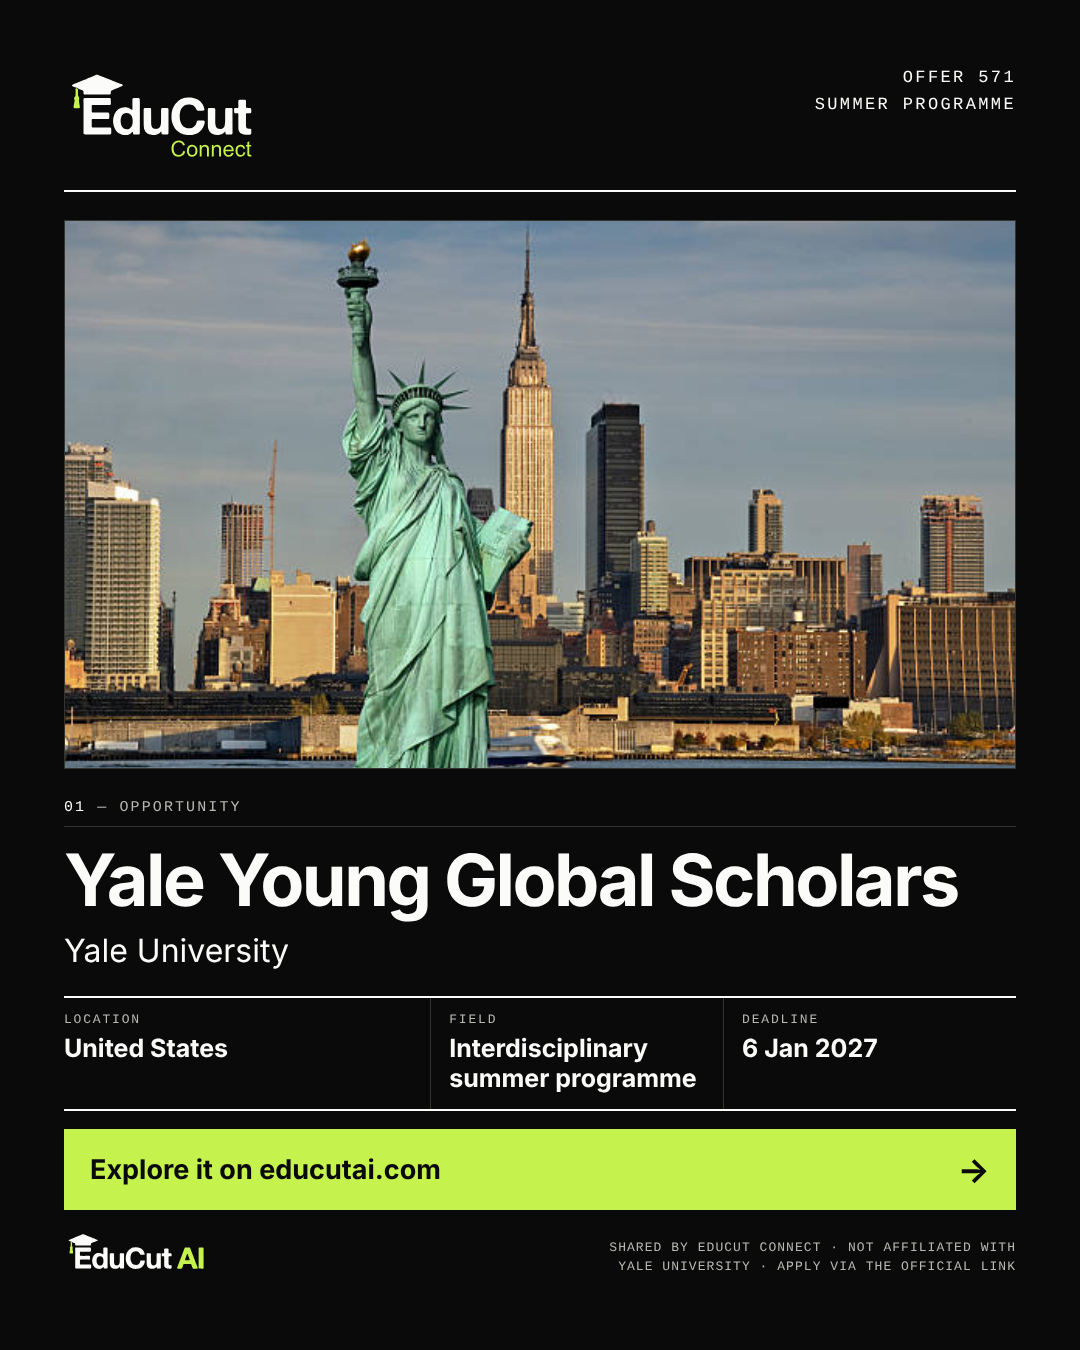 EduCut
Connect
OFFER 571
SUMMER PROGRAMME
01 — OPPORTUNITY
Yale Young Global Scholars
Yale University
LOCATION
United States
FIELD
Interdisciplinary
summer programme
DEADLINE
6 Jan 2027
Explore it on educutai.com →
EduCut AI
SHARED BY EDUCUT CONNECT · NOT AFFILIATED WITH
YALE UNIVERSITY · APPLY VIA THE OFFICIAL LINK